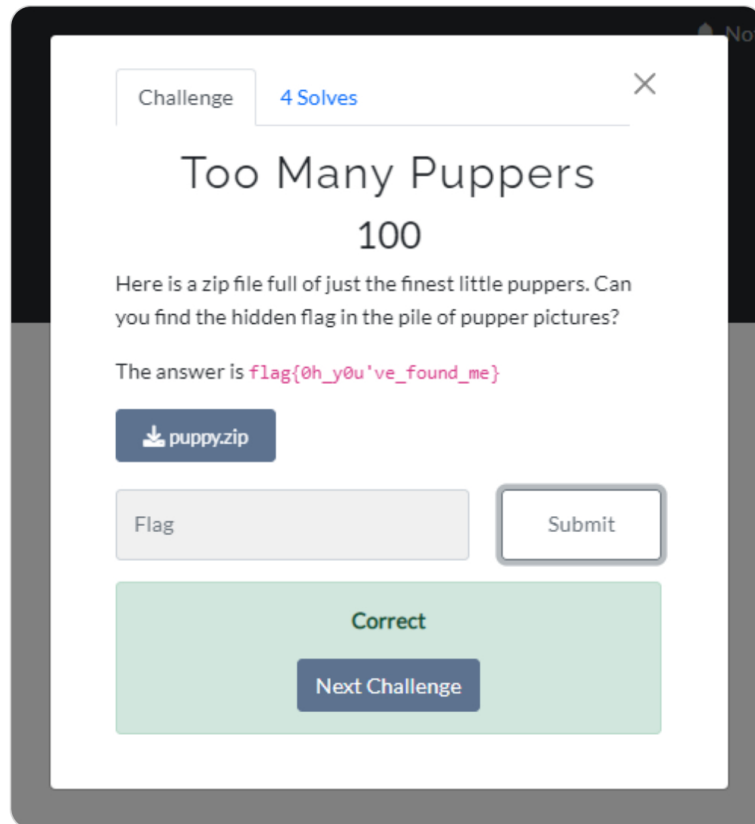 No
Challenge
4 Solves
Too Many Puppers
100
Here is a zip file full of just the finest little puppers. Can
you find the hidden flag in the pile of pupper pictures?
The answer is flag{0h_y0u've_found_me}
puppy.zip
Flag
Submit
Correct
Next Challenge